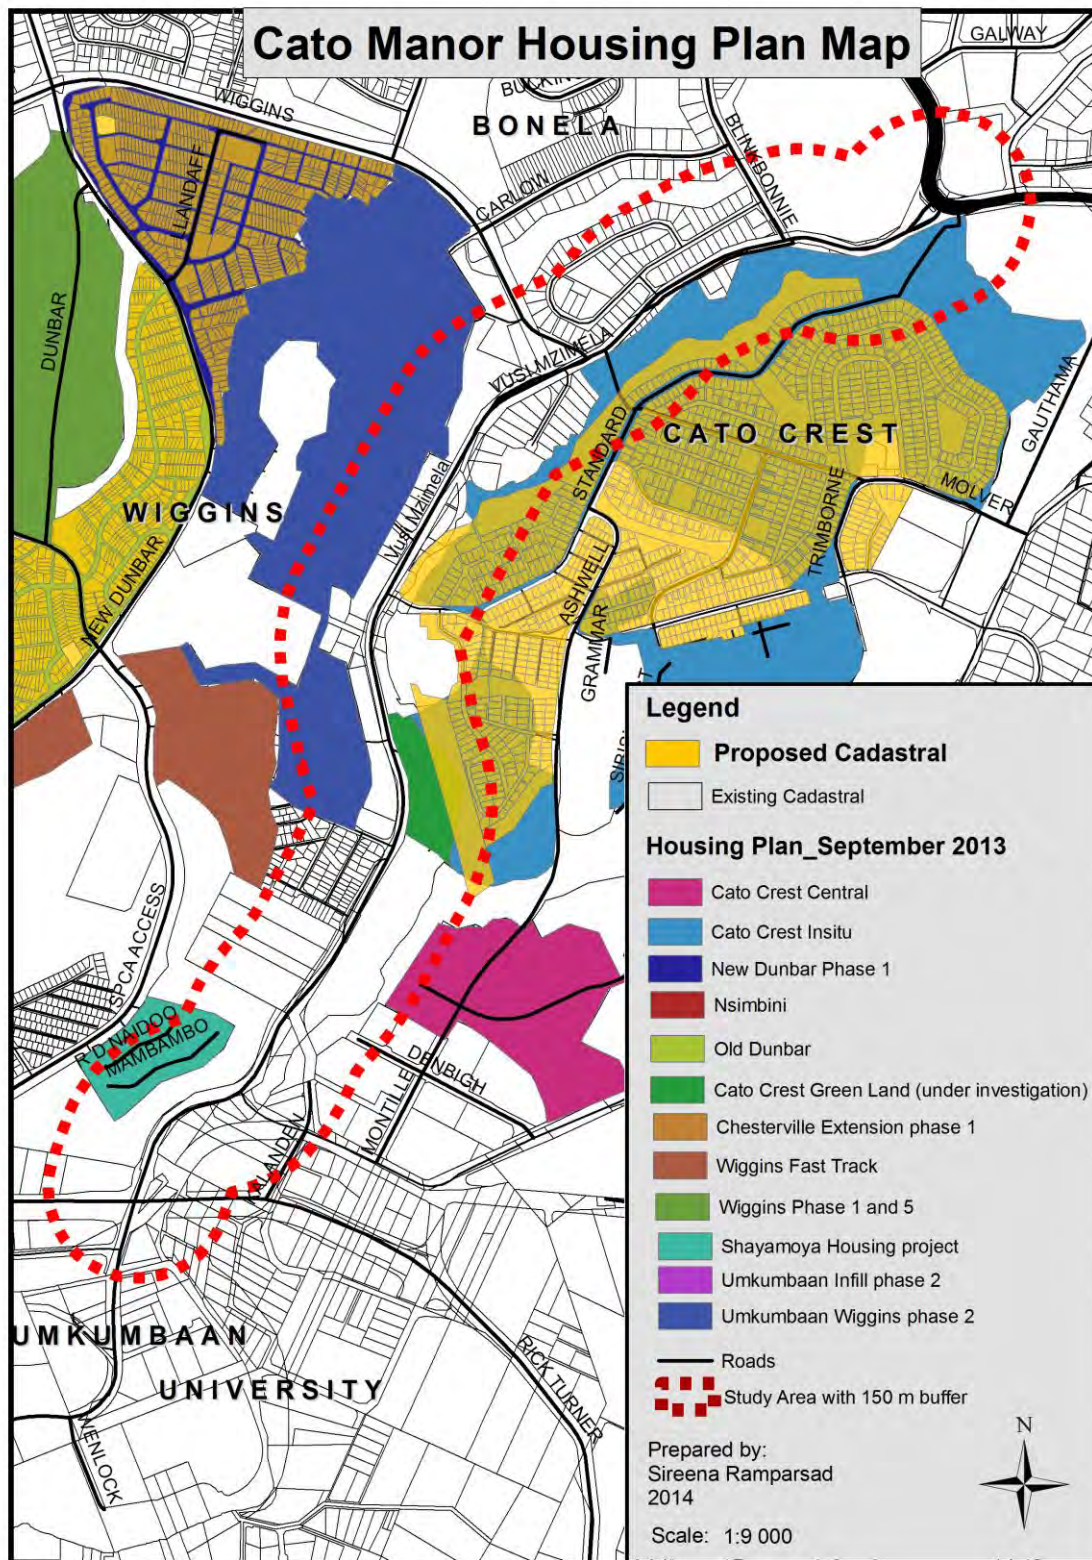 Cato Manor Housing Plan Map
GALWAY
WIGGINS
BONELA
BLINKBONNIE
CARLOW
LLANDAFF
DUNBAR
VUSI MZIMELA
STANDARD
CATO CREST
GAUTHAMA
MOLVER
TRIMBORNE
WIGGINS
Vusi Mzimela
NEW DUNBAR
ASHWELL
GRAMMAR
SPCA ACCESS
R D NAIDOO
MAMBAMBO
DENBIGH
MONTILLE
UMKUMBAAN
UNIVERSITY
RICK TURNER
WENLOCK
Legend
Proposed Cadastral
Existing Cadastral
Housing Plan_September 2013
Cato Crest Central
Cato Crest Insitu
New Dunbar Phase 1
Nsimbini
Old Dunbar
Cato Crest Green Land (under investigation)
Chesterville Extension phase 1
Wiggins Fast Track
Wiggins Phase 1 and 5
Shayamoya Housing project
Umkumbaan Infill phase 2
Umkumbaan Wiggins phase 2
Roads
Study Area with 150 m buffer
N
Prepared by:
Sireena Ramparsad
2014
Scale: 1:9 000